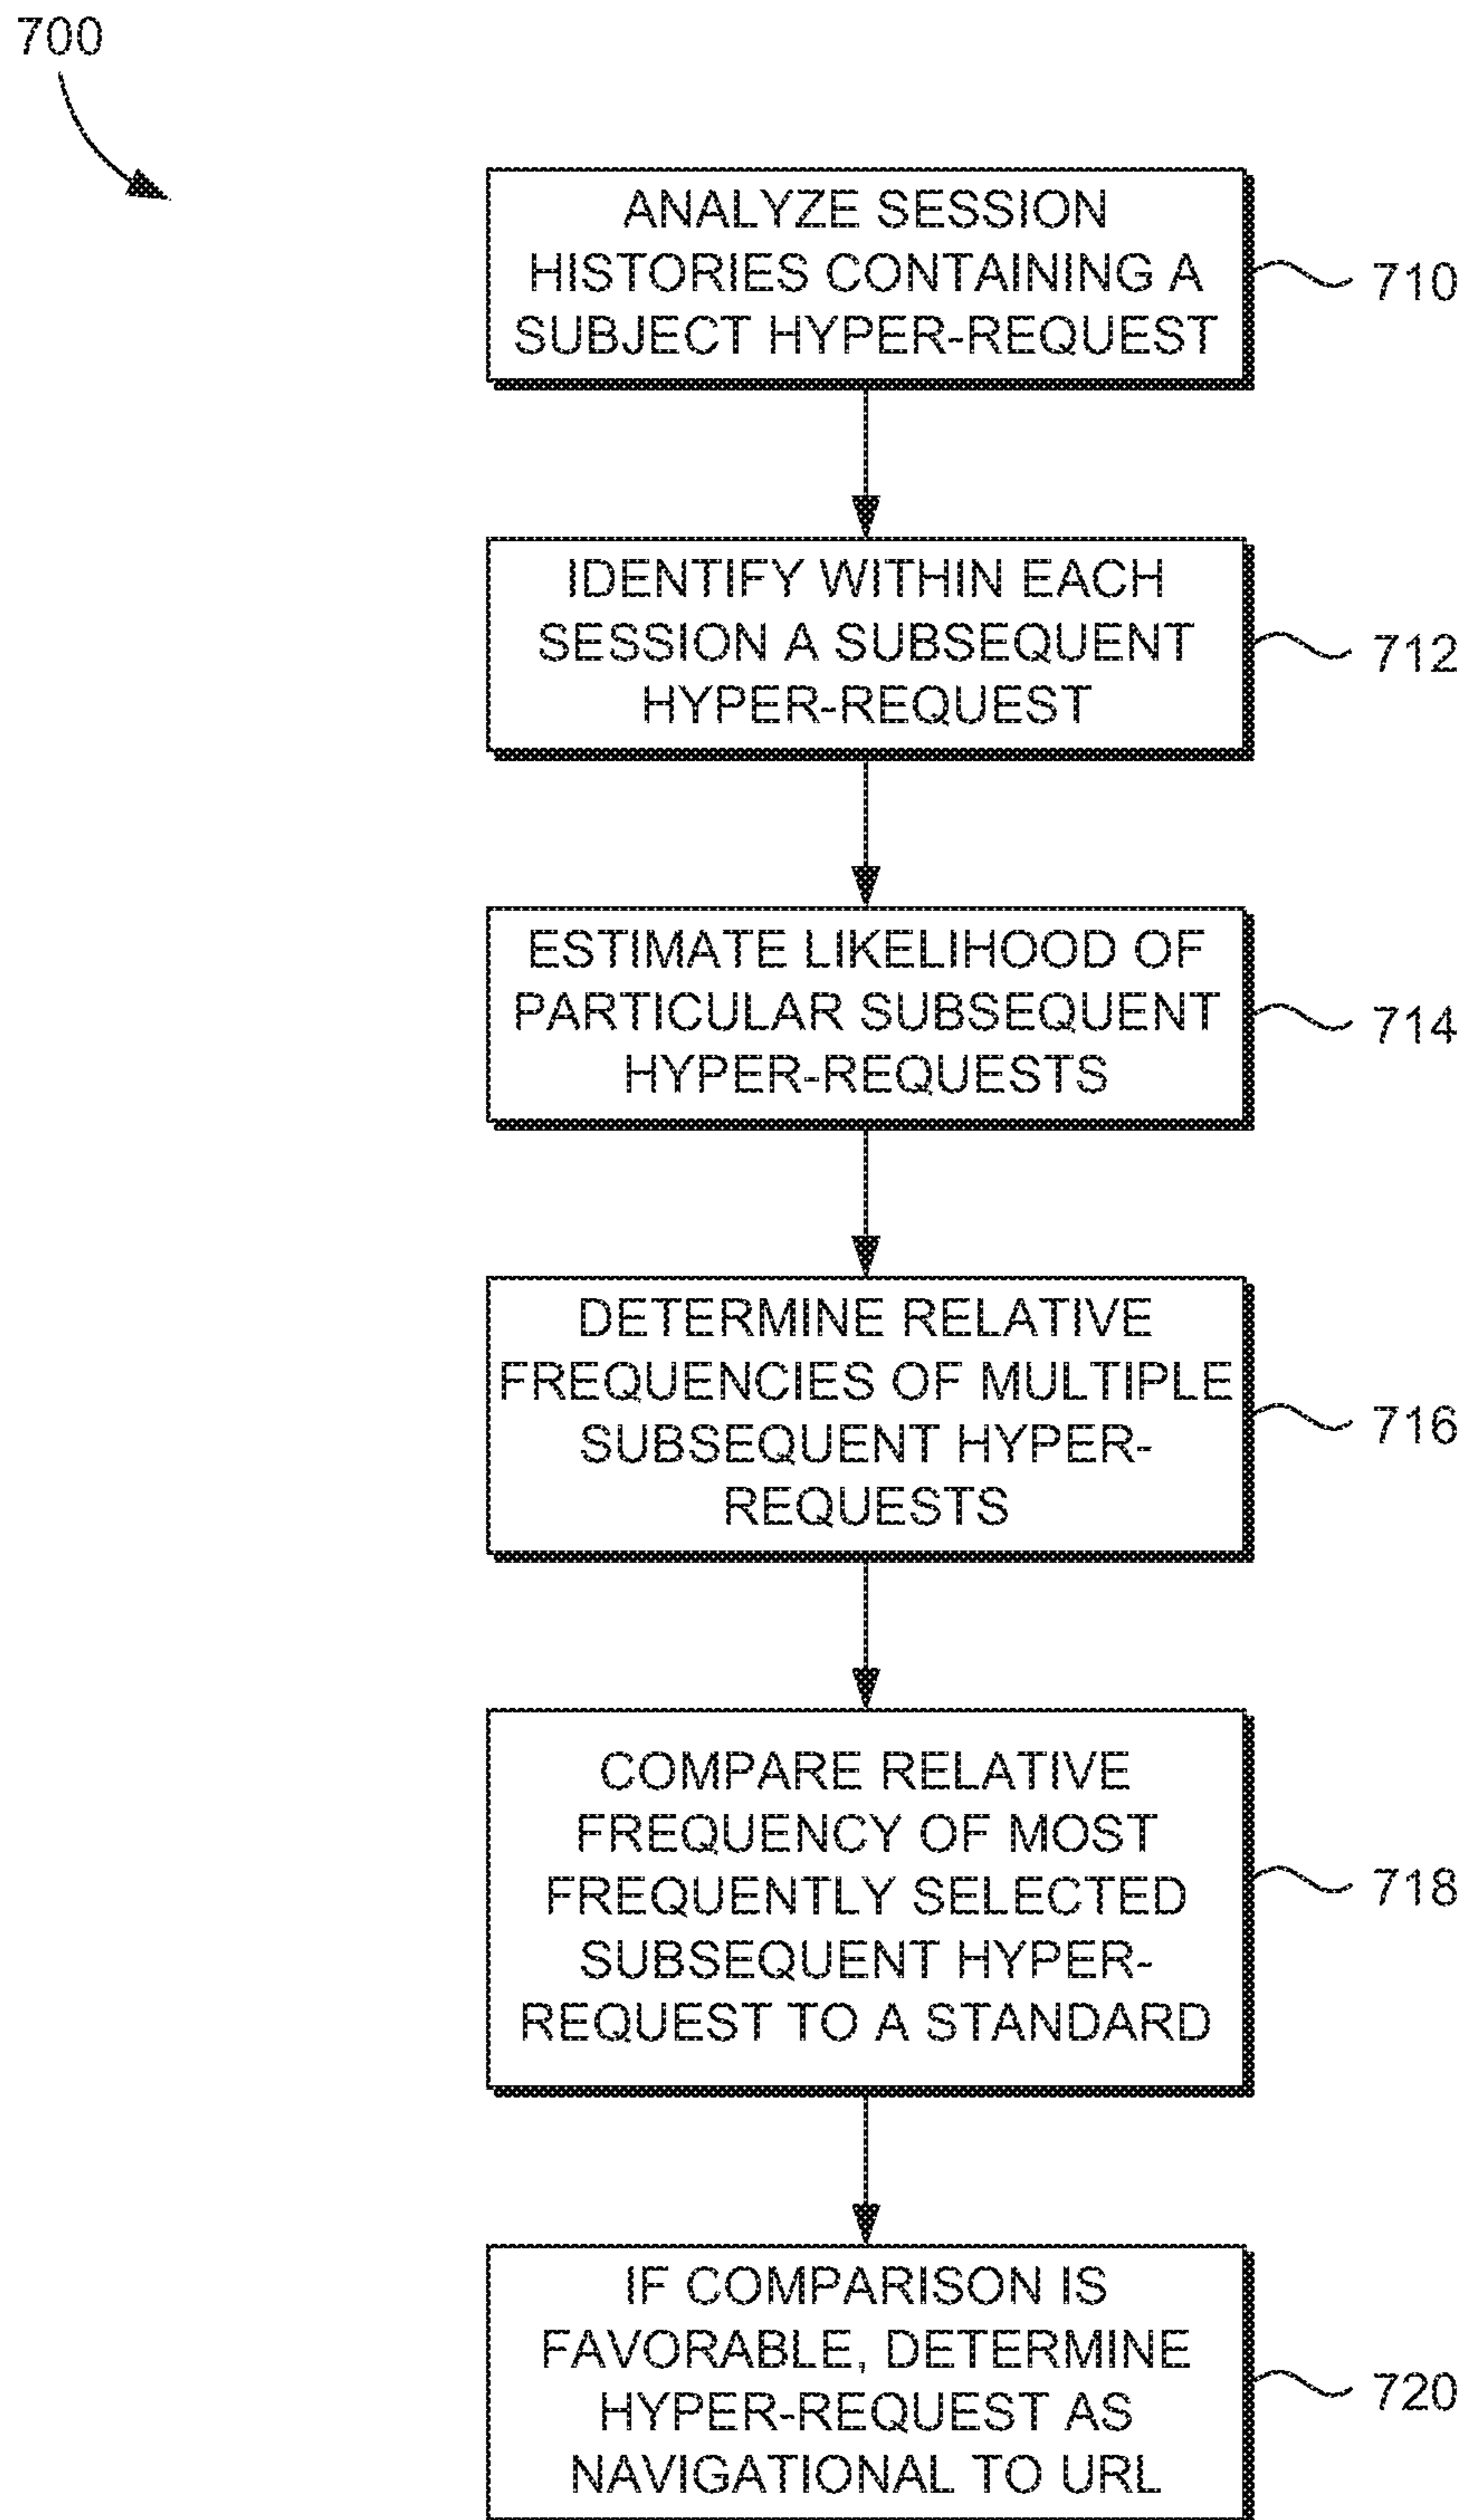 700
ANALYZE SESSION
HISTORIES CONTAINING A
SUBJECT HYPER-REQUEST
710
IDENTIFY WITHIN EACH
SESSION A SUBSEQUENT
HYPER-REQUEST
712
ESTIMATE LIKELIHOOD OF
PARTICULAR SUBSEQUENT
HYPER-REQUESTS
714
DETERMINE RELATIVE
FREQUENCIES OF MULTIPLE
SUBSEQUENT HYPER-
REQUESTS
716
COMPARE RELATIVE
FREQUENCY OF MOST
FREQUENTLY SELECTED
SUBSEQUENT HYPER-
REQUEST TO A STANDARD
718
IF COMPARISON IS
FAVORABLE, DETERMINE
HYPER-REQUEST AS
NAVIGATIONAL TO URL
720